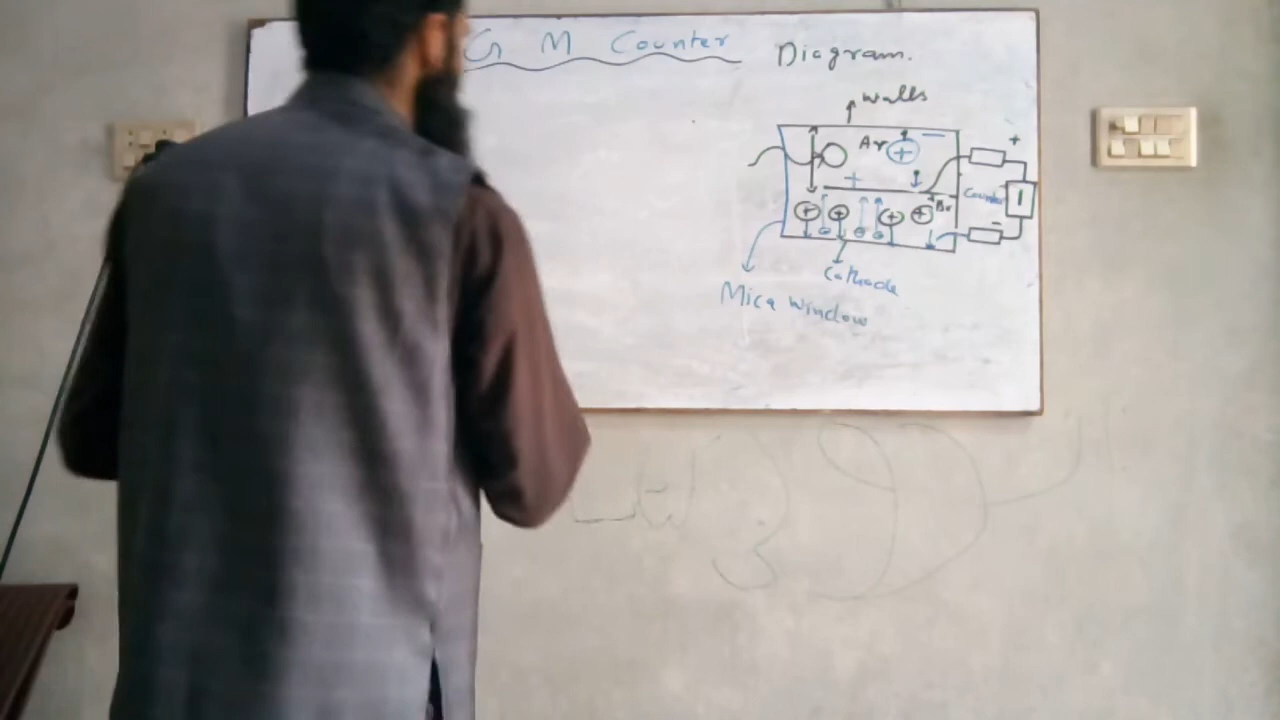 G M Counter Diagram.
walls
Ar
+
-
+
+
Counter
+ + + + Br
-
Cathode
Mica window